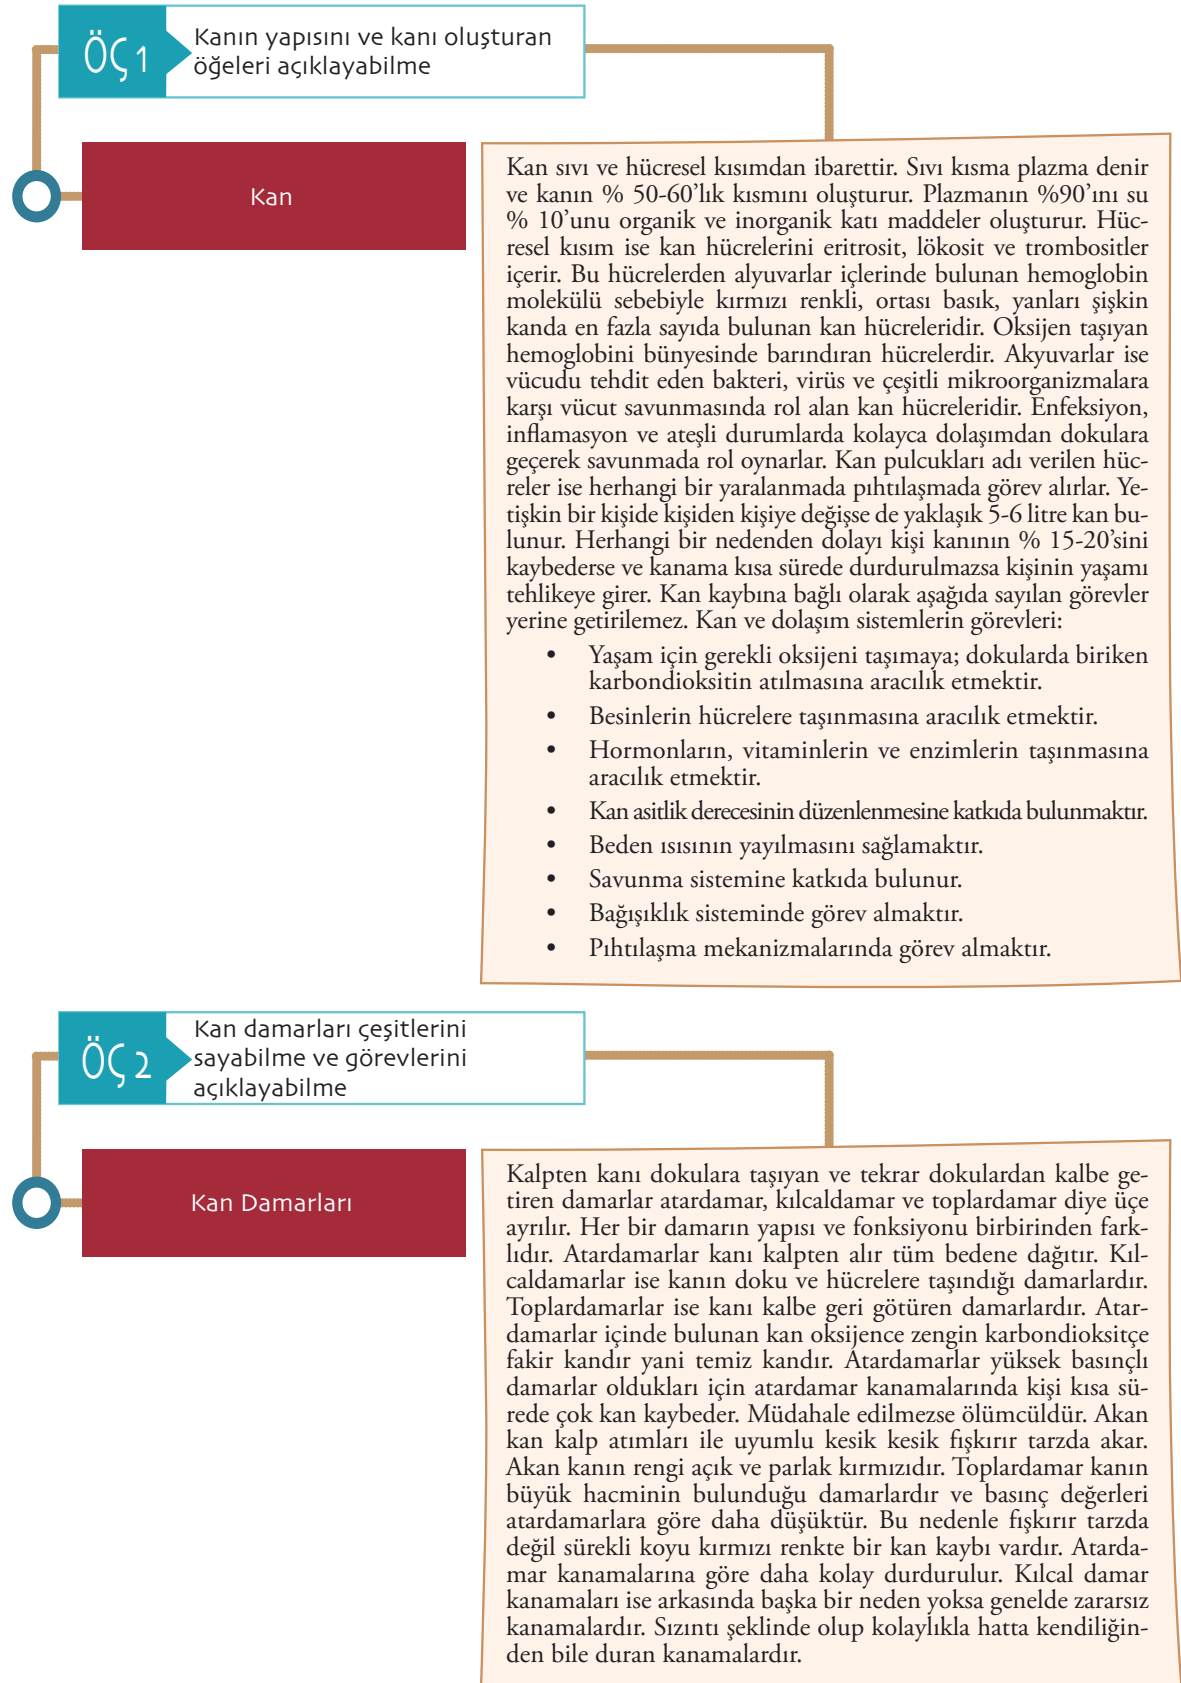 ÖÇ 1
Kanın yapısını ve kanı oluşturan
öğeleri açıklayabilme
Kan
Kan sıvı ve hücresel kısımdan ibarettir. Sıvı kısma plazma denir
ve kanın % 50-60’lık kısmını oluşturur. Plazmanın %90’ını su
% 10’unu organik ve inorganik katı maddeler oluşturur. Hüc-
resel kısım ise kan hücrelerini eritrosit, lökosit ve trombositler
içerir. Bu hücrelerden alyuvarlar içlerinde bulunan hemoglobin
molekülü sebebiyle kırmızı renkli, ortası basık, yanları şişkin
kanda en fazla sayıda bulunan kan hücreleridir. Oksijen taşıyan
hemoglobini bünyesinde barındıran hücrelerdir. Akyuvarlar ise
vücudu tehdit eden bakteri, virüs ve çeşitli mikroorganizmalara
karşı vücut savunmasında rol alan kan hücreleridir. Enfeksiyon,
inflamasyon ve ateşli durumlarda kolayca dolaşımdan dokulara
geçerek savunmada rol oynarlar. Kan pulcukları adı verilen hüc-
reler ise herhangi bir yaralanmada pıhtılaşmada görev alırlar. Ye-
tişkin bir kişide kişiden kişiye değişse de yaklaşık 5-6 litre kan bu-
lunur. Herhangi bir nedenden dolayı kişi kanının % 15-20’sini
kaybederse ve kanama kısa sürede durdurulmazsa kişinin yaşamı
tehlikeye girer. Kan kaybına bağlı olarak aşağıda sayılan görevler
yerine getirilemez. Kan ve dolaşım sistemlerin görevleri:
• Yaşam için gerekli oksijeni taşımaya; dokularda biriken
karbondioksitin atılmasına aracılık etmektir.
• Besinlerin hücrelere taşınmasına aracılık etmektir.
• Hormonların, vitaminlerin ve enzimlerin taşınmasına
aracılık etmektir.
• Kan asitlik derecesinin düzenlenmesine katkıda bulunmaktır.
• Beden ısısının yayılmasını sağlamaktır.
• Savunma sistemine katkıda bulunur.
• Bağışıklık sisteminde görev almaktır.
• Pıhtılaşma mekanizmalarında görev almaktır.
ÖÇ 2
Kan damarları çeşitlerini
sayabilme ve görevlerini
açıklayabilme
Kan Damarları
Kalpten kanı dokulara taşıyan ve tekrar dokulardan kalbe ge-
tiren damarlar atardamar, kılcaldamar ve toplardamar diye üçe
ayrılır. Her bir damarın yapısı ve fonksiyonu birbirinden fark-
lıdır. Atardamarlar kanı kalpten alır tüm bedene dağıtır. Kıl-
caldamarlar ise kanın doku ve hücrelere taşındığı damarlardır.
Toplardamarlar ise kanı kalbe geri götüren damarlardır. Atar-
damarlar içinde bulunan kan oksijence zengin karbondioksitçe
fakir kandır yani temiz kandır. Atardamarlar yüksek basınçlı
damarlar oldukları için atardamar kanamalarında kişi kısa sü-
rede çok kan kaybeder. Müdahale edilmezse ölümcüldür. Akan
kan kalp atımları ile uyumlu kesik kesik fışkırır tarzda akar.
Akan kanın rengi açık ve parlak kırmızıdır. Toplardamar kanın
büyük hacminin bulunduğu damarlardır ve basınç değerleri
atardamarlara göre daha düşüktür. Bu nedenle fışkırır tarzda
değil sürekli koyu kırmızı renkte bir kan kaybı vardır. Atarda-
mar kanamalarına göre daha kolay durdurulur. Kılcal damar
kanamaları ise arkasında başka bir neden yoksa genelde zararsız
kanamalardır. Sızıntı şeklinde olup kolaylıkla hatta kendiliğin-
den bile duran kanamalardır.